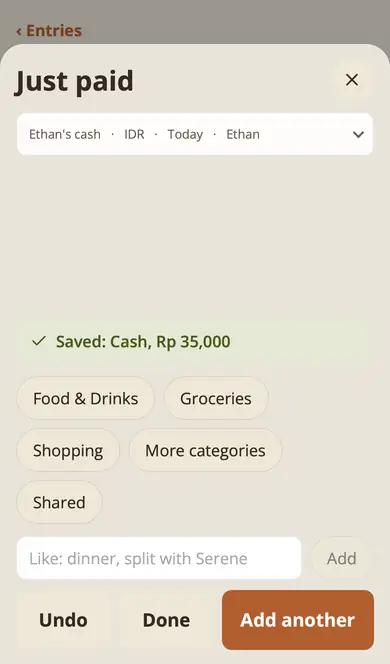 ‹ Entries
Just paid
Ethan's cash · IDR · Today · Ethan
Saved: Cash, Rp 35,000
Food & Drinks
Groceries
Shopping
More categories
Shared
Like: dinner, split with Serene
Add
Undo
Done
Add another